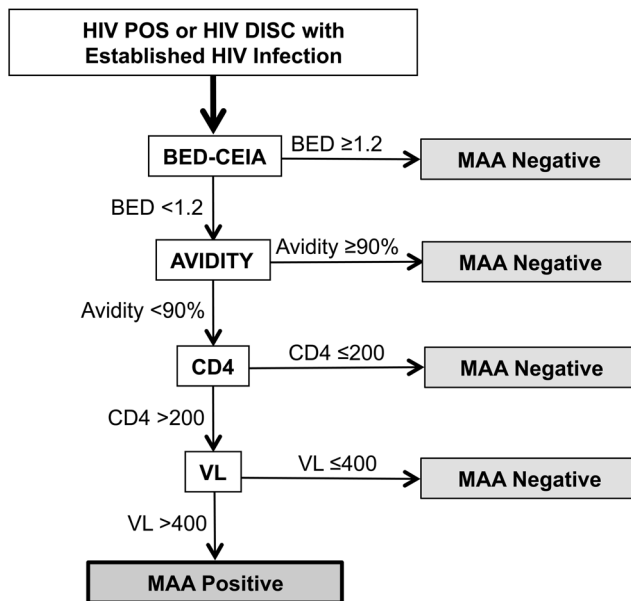 HIV POS or HIV DISC with
Established HIV Infection
BED-CEIA
BED ≥1.2
MAA Negative
BED <1.2
AVIDITY
Avidity ≥90%
MAA Negative
Avidity <90%
CD4
CD4 ≤200
MAA Negative
CD4 >200
VL
VL ≤400
MAA Negative
VL >400
MAA Positive